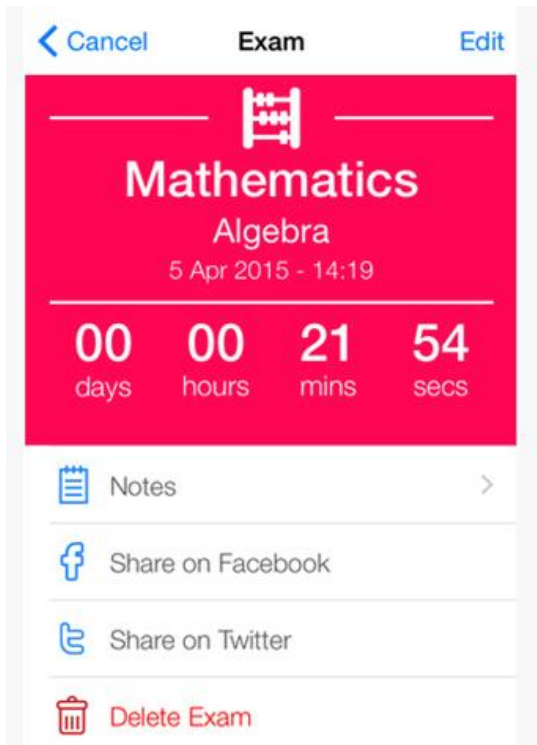 Cancel Exam Edit
Mathematics
Algebra
5 Apr 2015 - 14:19
00 00 21 54
days hours mins secs
Notes
Share on Facebook
Share on Twitter
Delete Exam